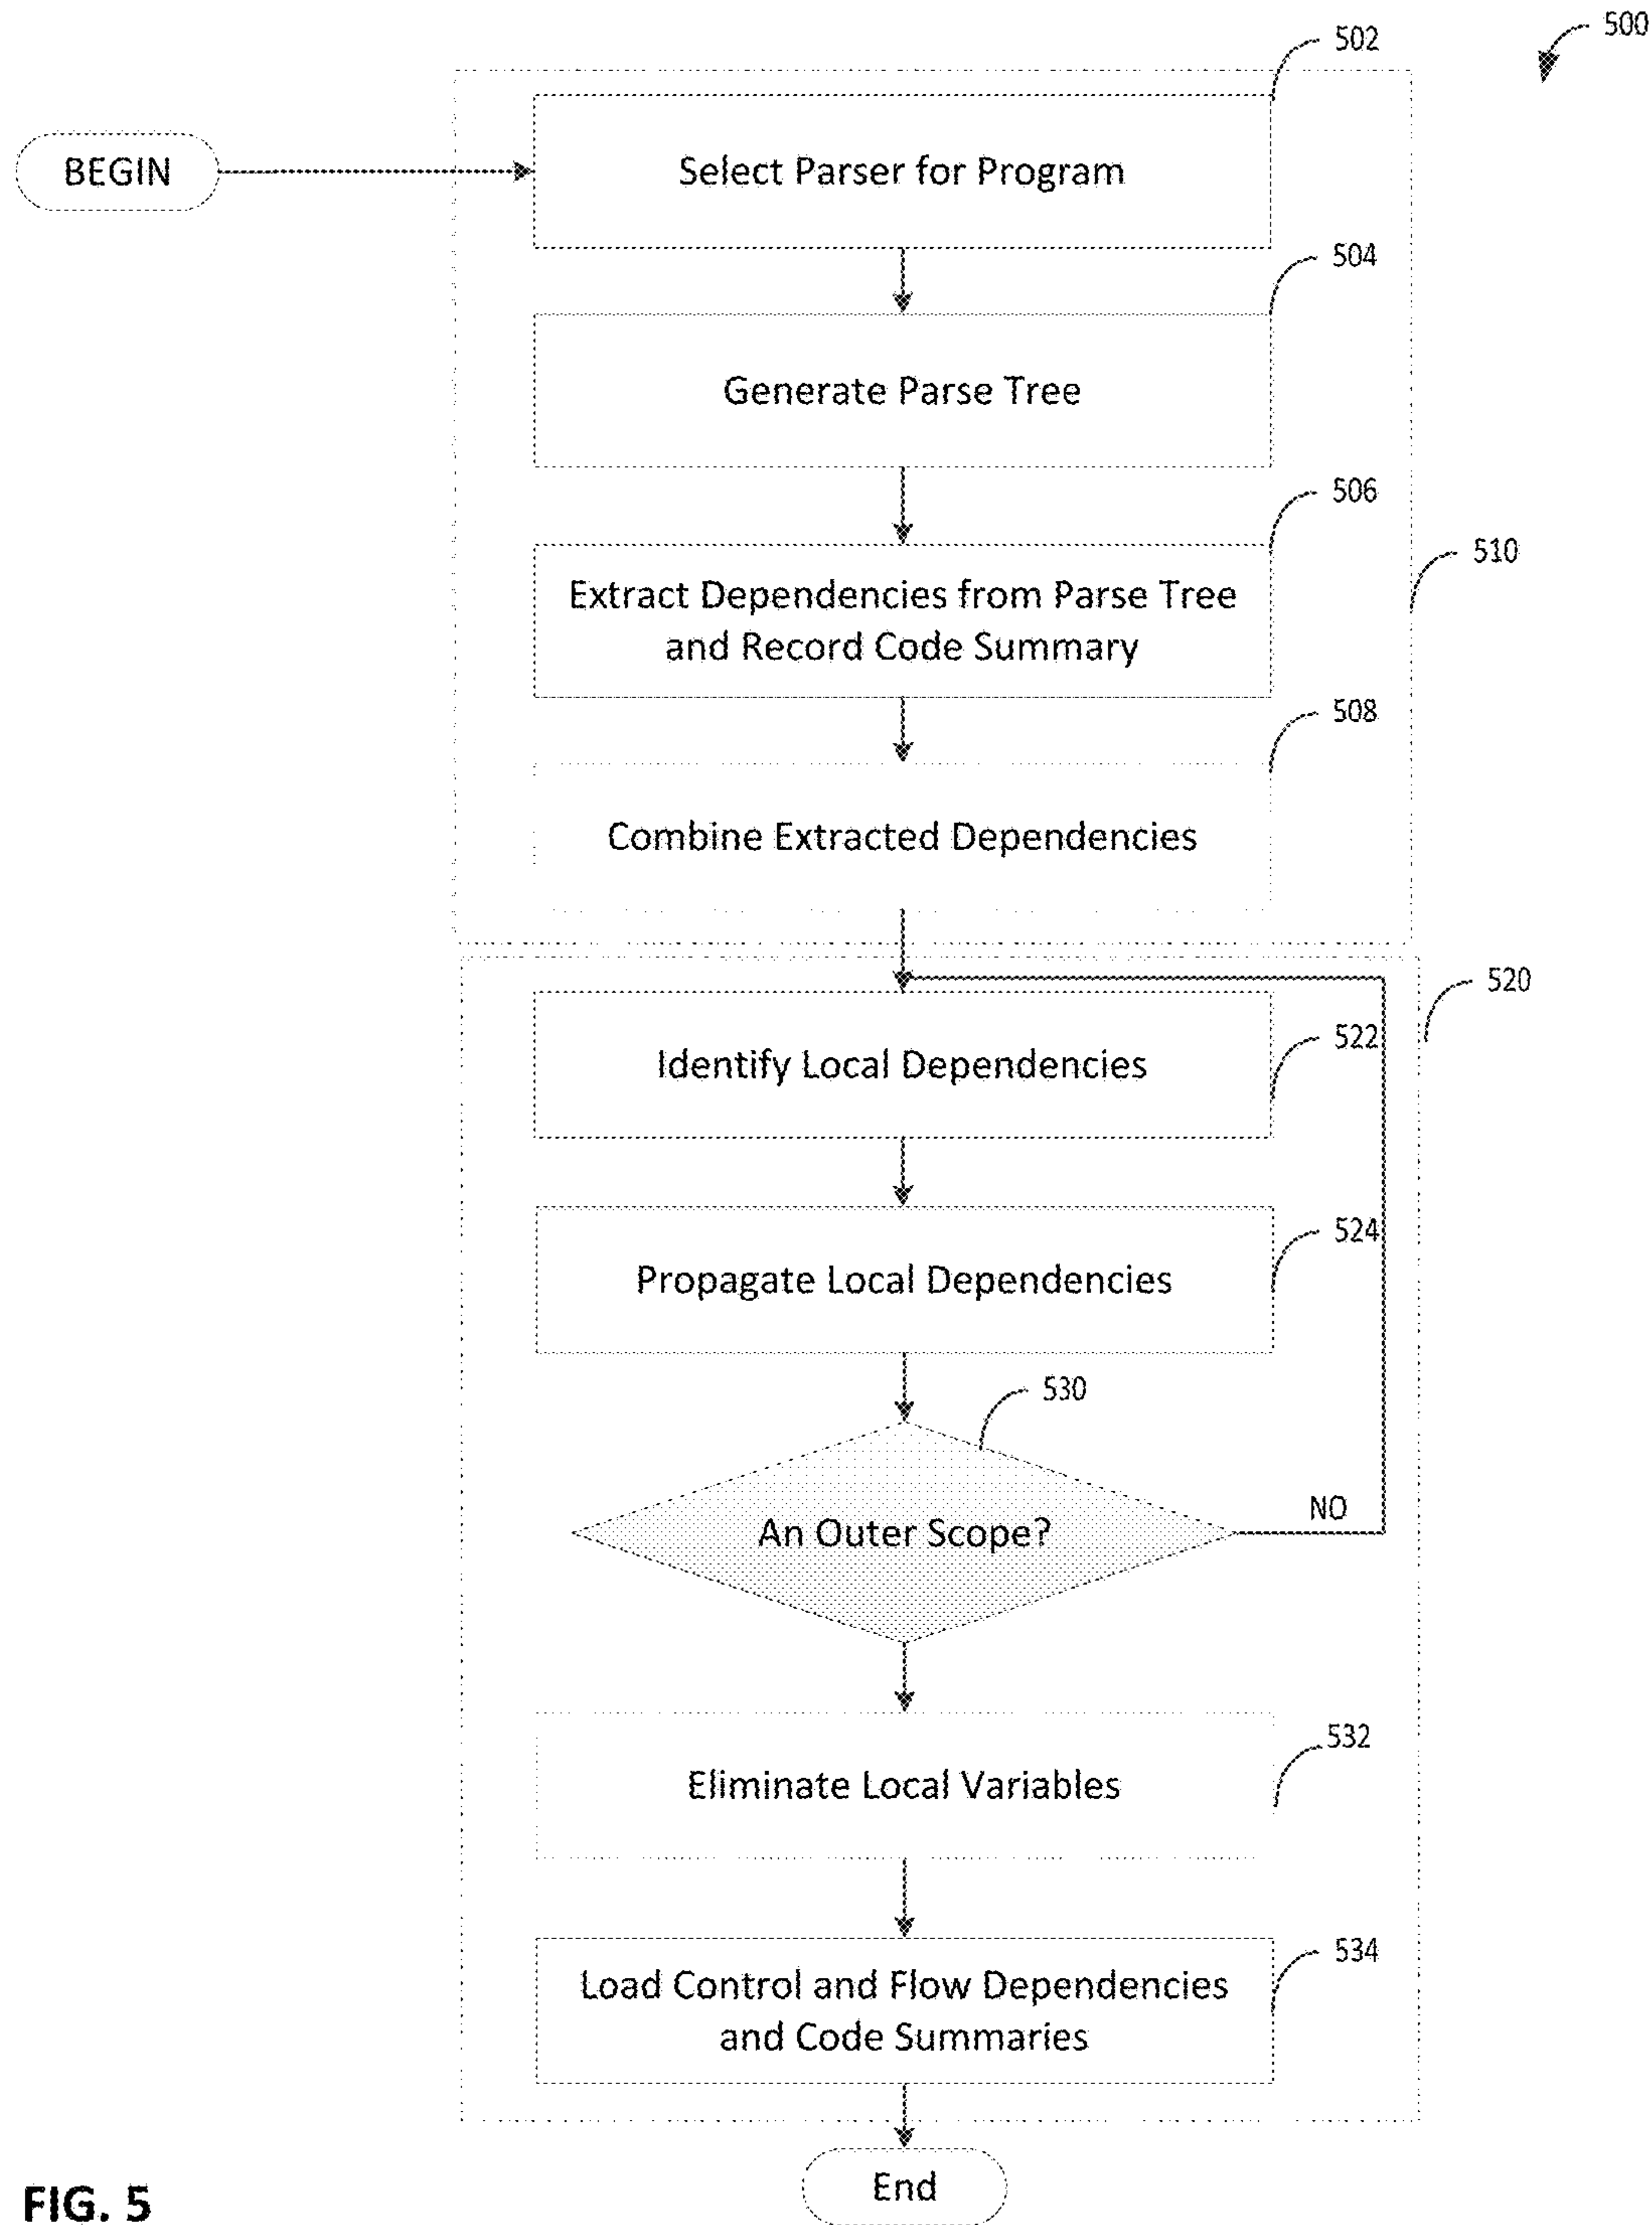 500
502
BEGIN
Select Parser for Program
504
Generate Parse Tree
506
Extract Dependencies from Parse Tree
and Record Code Summary
510
508
Combine Extracted Dependencies
520
522
Identify Local Dependencies
524
Propagate Local Dependencies
530
An Outer Scope?
NO
532
Eliminate Local Variables
534
Load Control and Flow Dependencies
and Code Summaries
End
FIG. 5